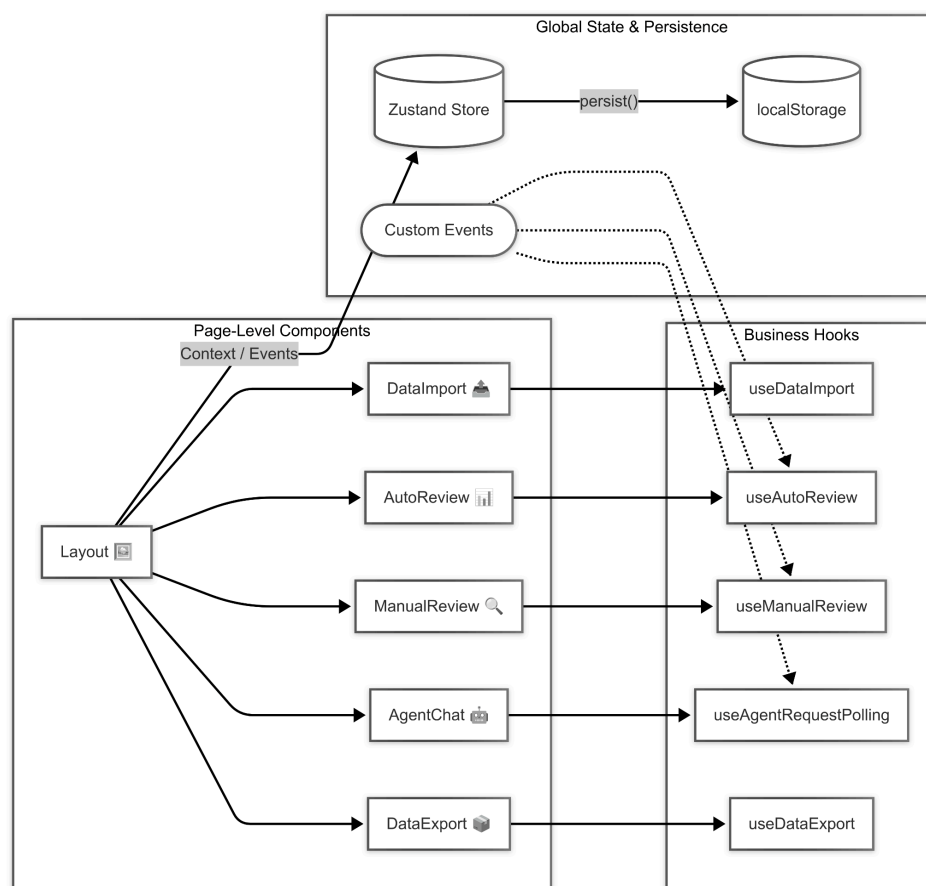 Global State & Persistence
Zustand Store
persist()
localStorage
Custom Events
Page-Level Components
Context / Events
Business Hooks
DataImport
useDataImport
AutoReview
useAutoReview
Layout
ManualReview
useManualReview
AgentChat
useAgentRequestPolling
DataExport
useDataExport